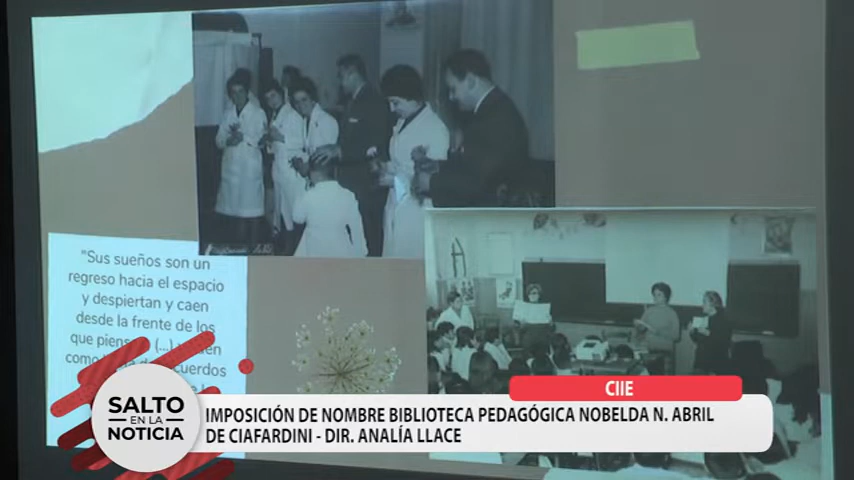 "Sus sueños son un
regreso hacia el espacio
y despiertan y caen
desde la frente de los
que
como
CIIE
SALTO
EN LA
NOTICIA
IMPOSICIÓN DE NOMBRE BIBLIOTECA PEDAGÓGICA NOBELDA N. ABRIL
DE CIAFARDINI - DIR. ANALÍA LLACE